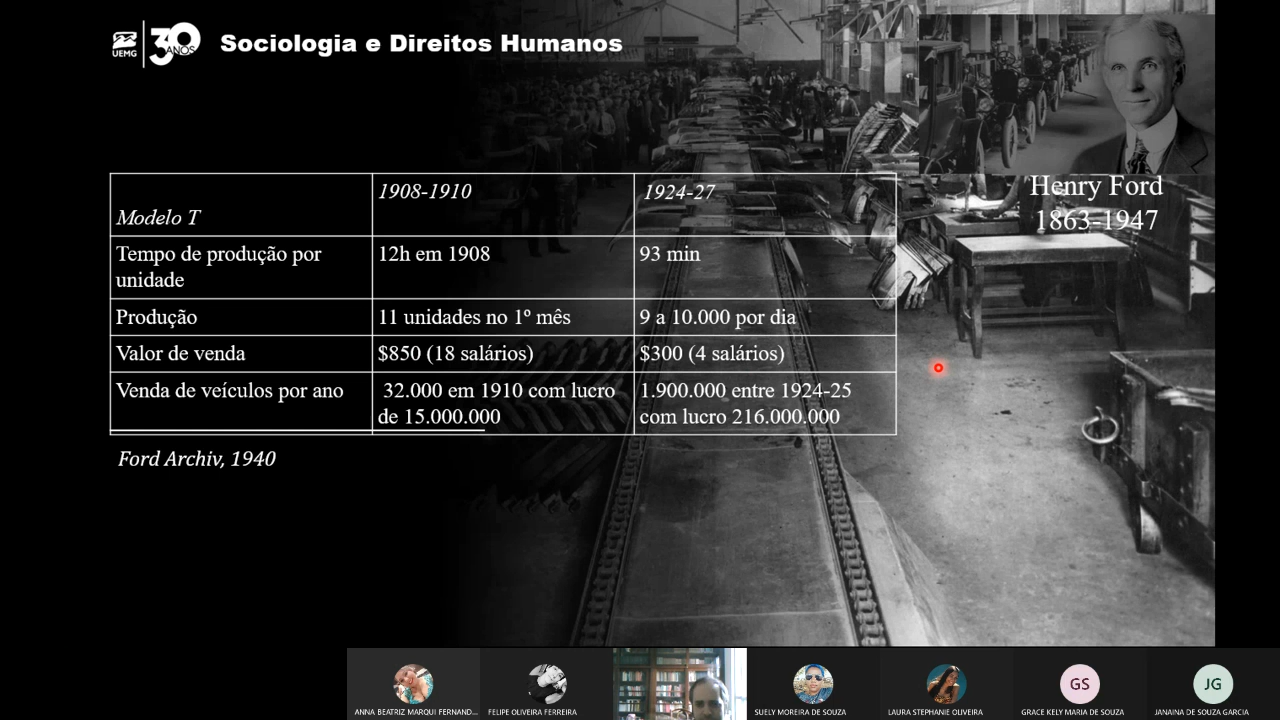 UEMG
30
ANOS
Sociologia e Direitos Humanos
Henry Ford
1863-1947
Modelo T
1908-1910
1924-27
Tempo de produção por
unidade
12h em 1908
93 min
Produção
11 unidades no 1º mês
9 a 10.000 por dia
Valor de venda
$850 (18 salários)
$300 (4 salários)
Venda de veículos por ano
32.000 em 1910 com lucro
de 15.000.000
1.900.000 entre 1924-25
com lucro 216.000.000
Ford Archiv, 1940
GS
JG
ANNA BEATRIZ MARQUI FERNAND...
FELIPE OLIVEIRA FERREIRA
SUELY MOREIRA DE SOUZA
LAURA STEPHANIE OLIVEIRA
GRACE KELY MARIA DE SOUZA
JANAINA DE SOUZA GARCIA